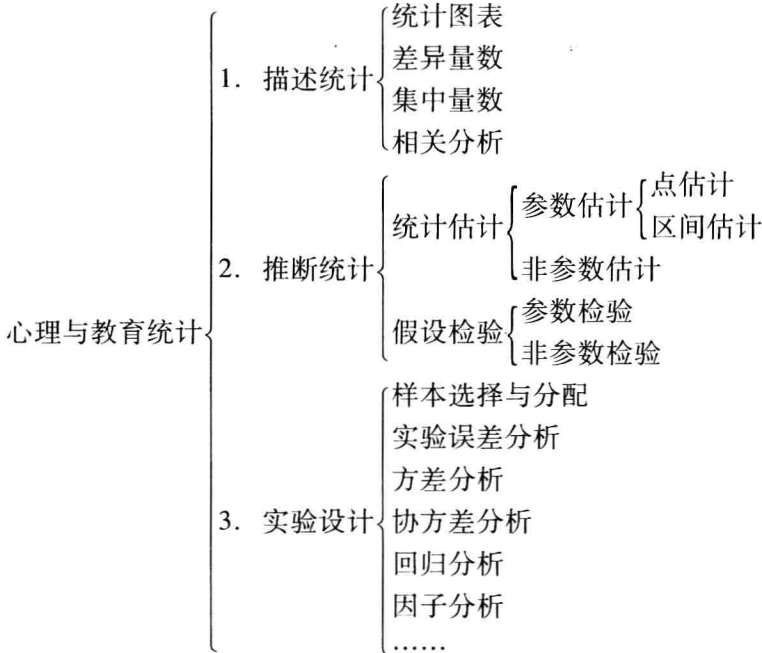 心理与教育统计
1. 描述统计
统计图表
差异量数
集中量数
相关分析
2. 推断统计
统计估计
参数估计
点估计
区间估计
非参数估计
假设检验
参数检验
非参数检验
3. 实验设计
样本选择与分配
实验误差分析
方差分析
协方差分析
回归分析
因子分析
……